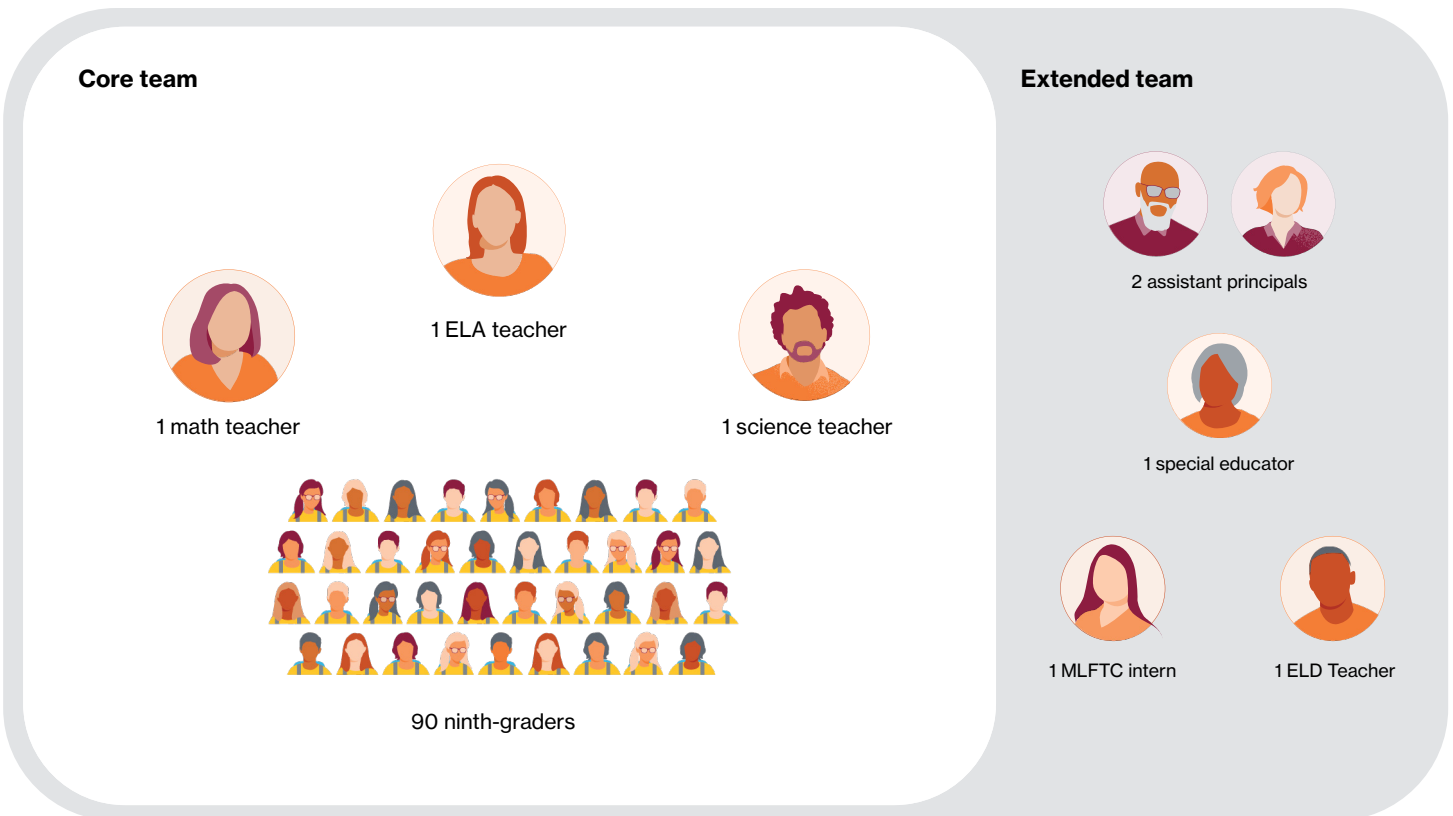 Core team
1 ELA teacher
1 math teacher
1 science teacher
90 ninth-graders
Extended team
2 assistant principals
1 special educator
1 MLFTC intern
1 ELD Teacher